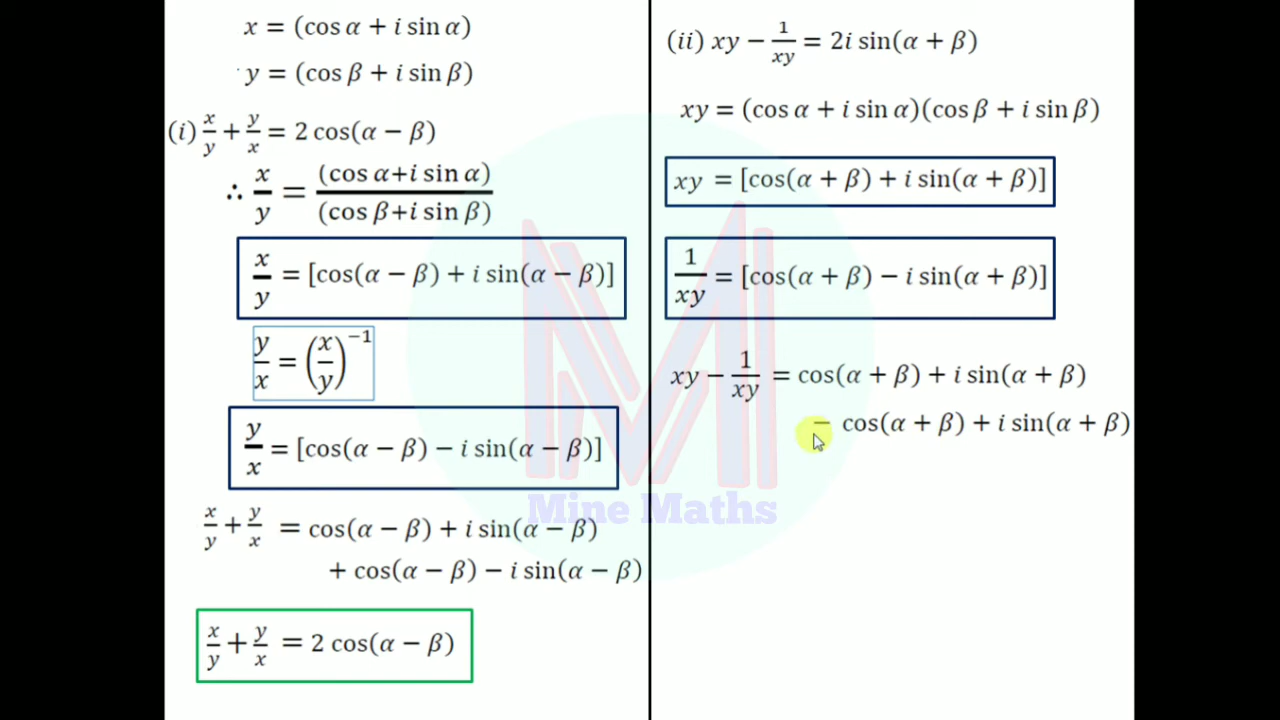 x = (cos α + i sin α)
y = (cos β + i sin β)
(i) x/y + y/x = 2 cos(α − β)
∴ x/y = (cos α+i sin α)/(cos β+i sin β)
x/y = [cos(α − β) + i sin(α − β)]
y/x = (x/y)⁻¹
y/x = [cos(α − β) − i sin(α − β)]
x/y + y/x = cos(α − β) + i sin(α − β)
+ cos(α − β) − i sin(α − β)
x/y + y/x = 2 cos(α − β)
(ii) xy − 1/xy = 2i sin(α + β)
xy = (cos α + i sin α)(cos β + i sin β)
xy = [cos(α + β) + i sin(α + β)]
1/xy = [cos(α + β) − i sin(α + β)]
xy − 1/xy = cos(α + β) + i sin(α + β)
− cos(α + β) + i sin(α + β)
Mine Maths